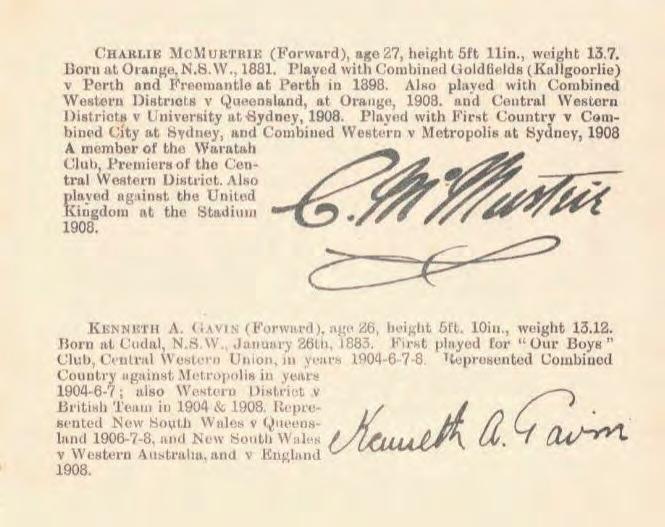 CHARLIE MCMURTRIE (Forward), age 27, height 5ft 11in., weight 13.7.
Born at Orange, N.S.W., 1881. Played with Combined Goldfields (Kallgoorlie)
v Perth and Freemantle at Perth in 1898. Also played with Combined
Western Districts v Queensland, at Orange, 1908. and Central Western
Districts v University at Sydney, 1908. Played with First Country v Com-
bined City at Sydney, and Combined Western v Metropolis at Sydney, 1908
A member of the Waratah
Club, Premiers of the Cen-
tral Western District. Also
played against the United
Kingdom at the Stadium
1908.
C. McMurtrie
KENNETH A. GAVIN (Forward), age 26, height 5ft. 10in., weight 13.12.
Born at Cudal, N.S.W., January 26th, 1883. First played for "Our Boys"
Club, Central Western Union, in years 1904-6-7-8. Represented Combined
Country against Metropolis in years
1904-6-7; also Western District v
British Team in 1904 & 1908. Repre-
sented New South Wales v Queens-
land 1906-7-8, and New South Wales
v Western Australia, and v England
1908.
Kenneth A. Gavin